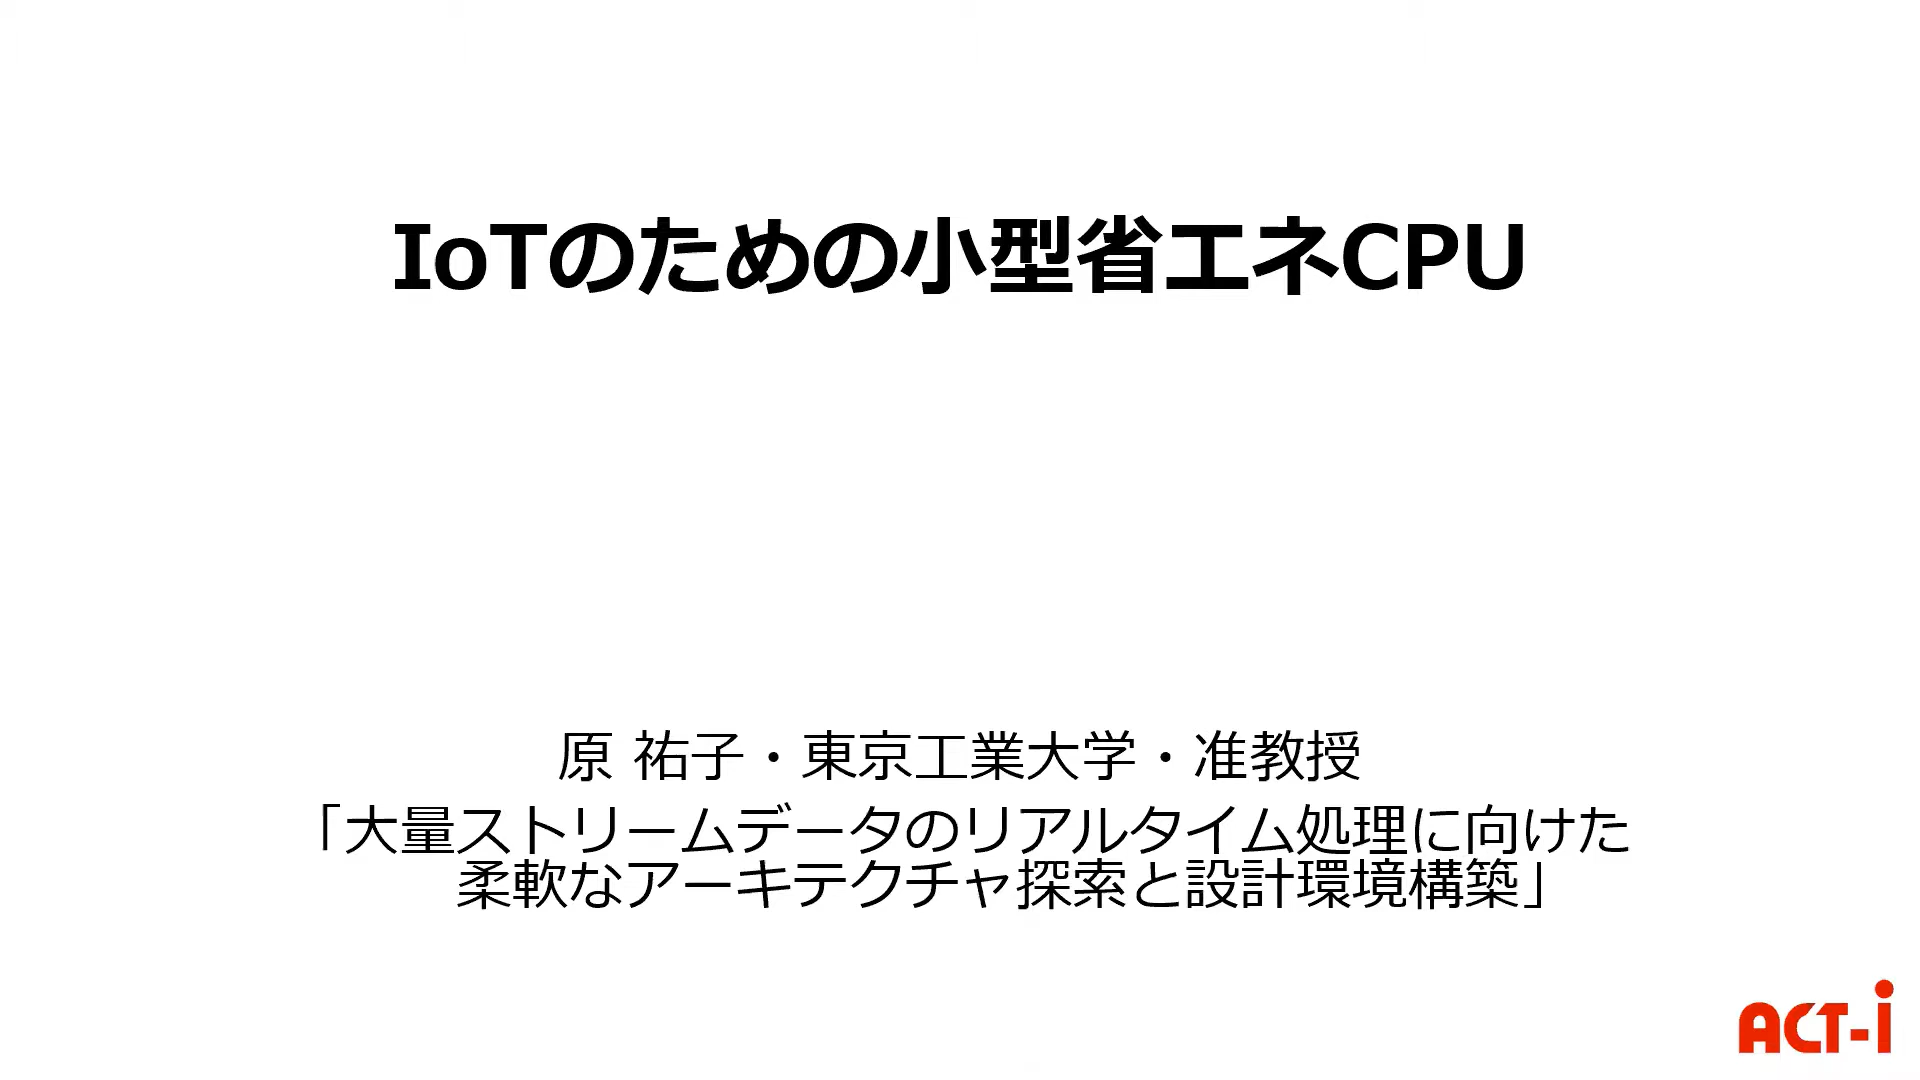 IoTのための小型省エネCPU
原 祐子・東京工業大学・准教授
「大量ストリームデータのリアルタイム処理に向けた
柔軟なアーキテクチャ探索と設計環境構築」
ACT-i